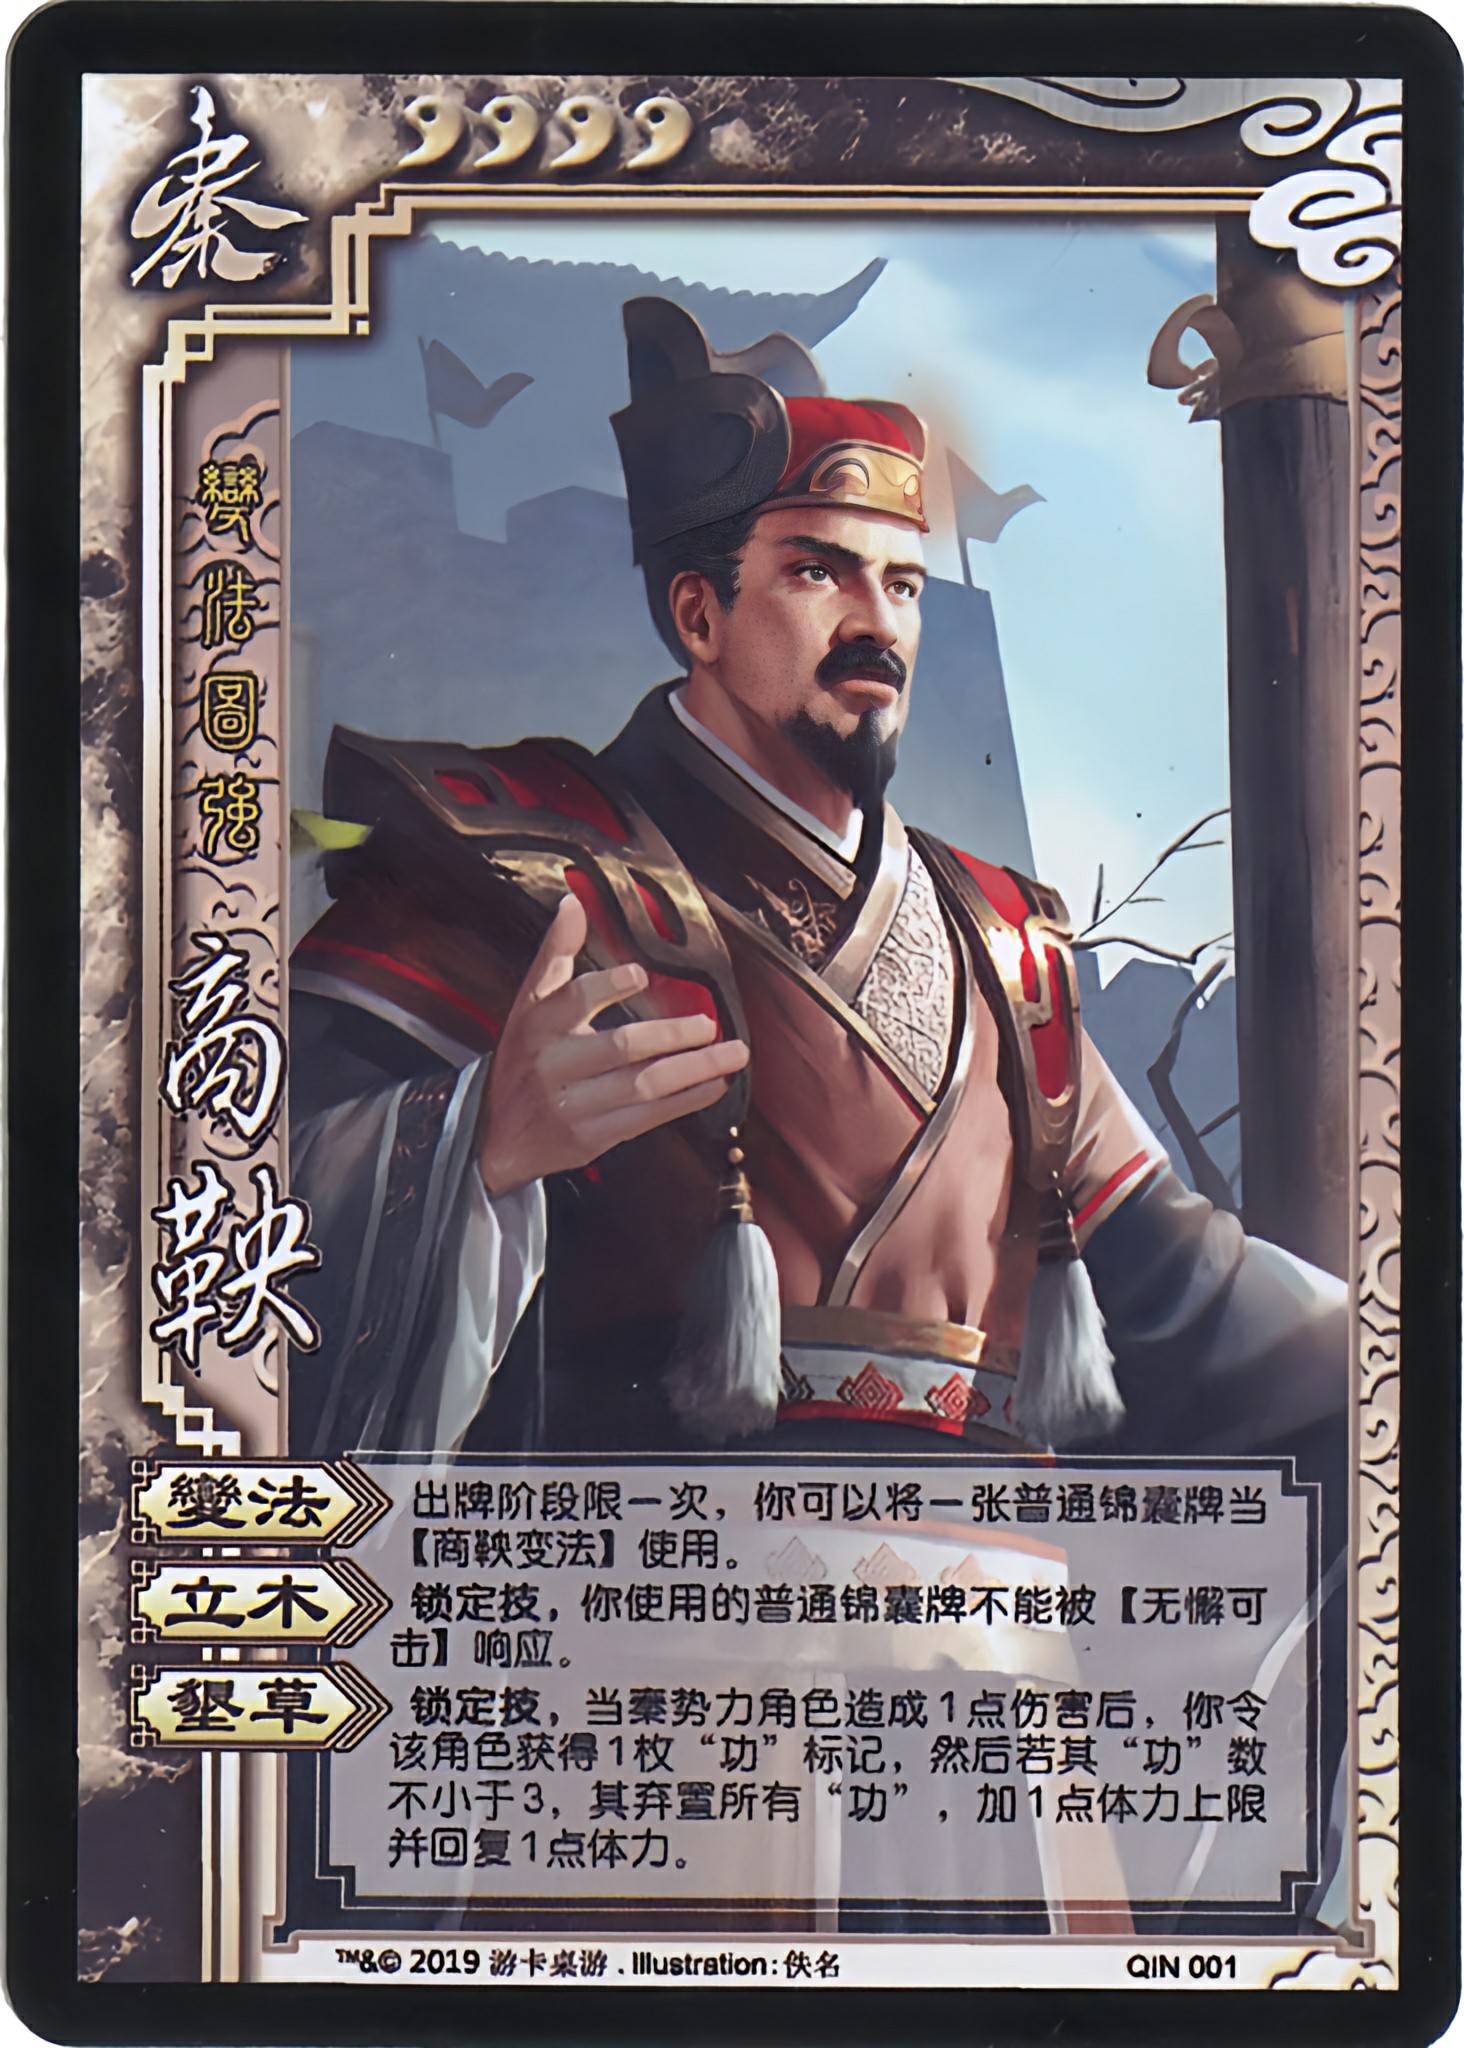 秦
變法圖強
商鞅
變法
出牌阶段限一次，你可以将一张普通锦囊牌当
【商鞅变法】使用。
立木
锁定技，你使用的普通锦囊牌不能被【无懈可
击】响应。
墾草
锁定技，当秦势力角色造成1点伤害后，你令
该角色获得1枚“功”标记，然后若其“功”数
不小于3，其弃置所有“功”，加1点体力上限
并回复1点体力。
™&© 2019 游卡桌游 . Illustration:佚名
QIN 001